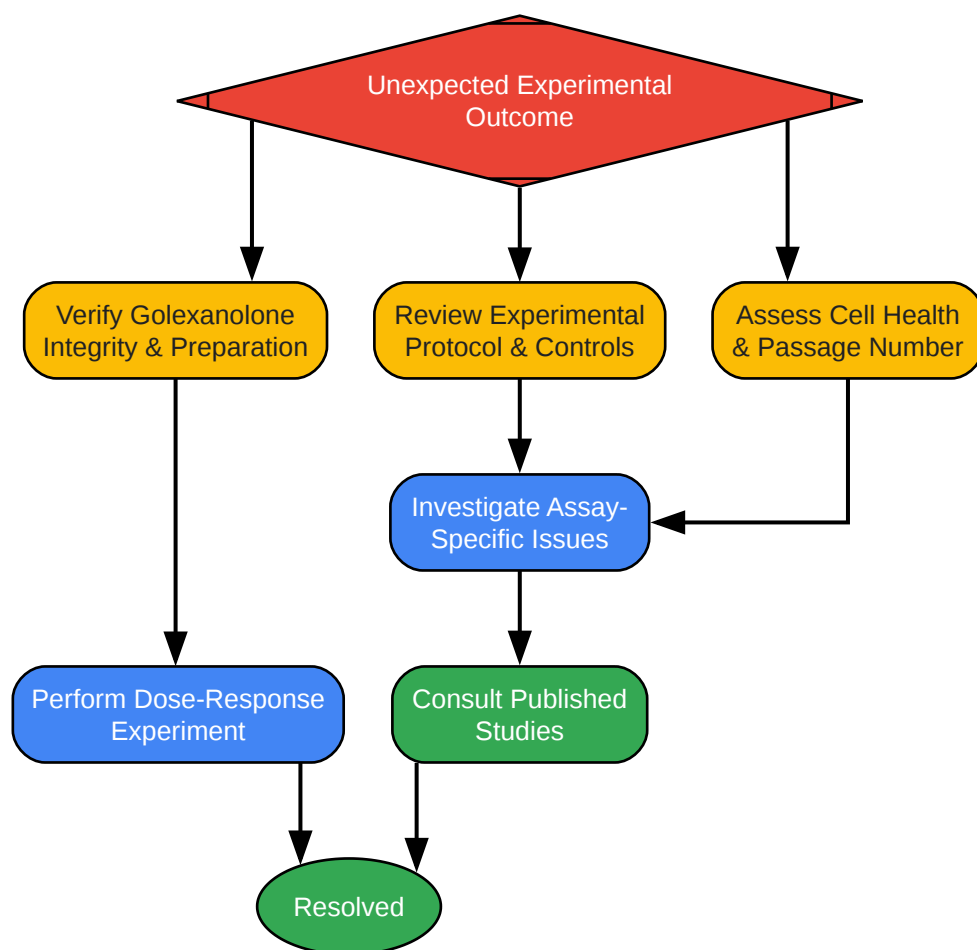 Unexpected Experimental
Outcome
Verify Golexanolone
Integrity & Preparation
Review Experimental
Protocol & Controls
Assess Cell Health
& Passage Number
Investigate Assay-
Specific Issues
Perform Dose-Response
Experiment
Consult Published
Studies
Resolved